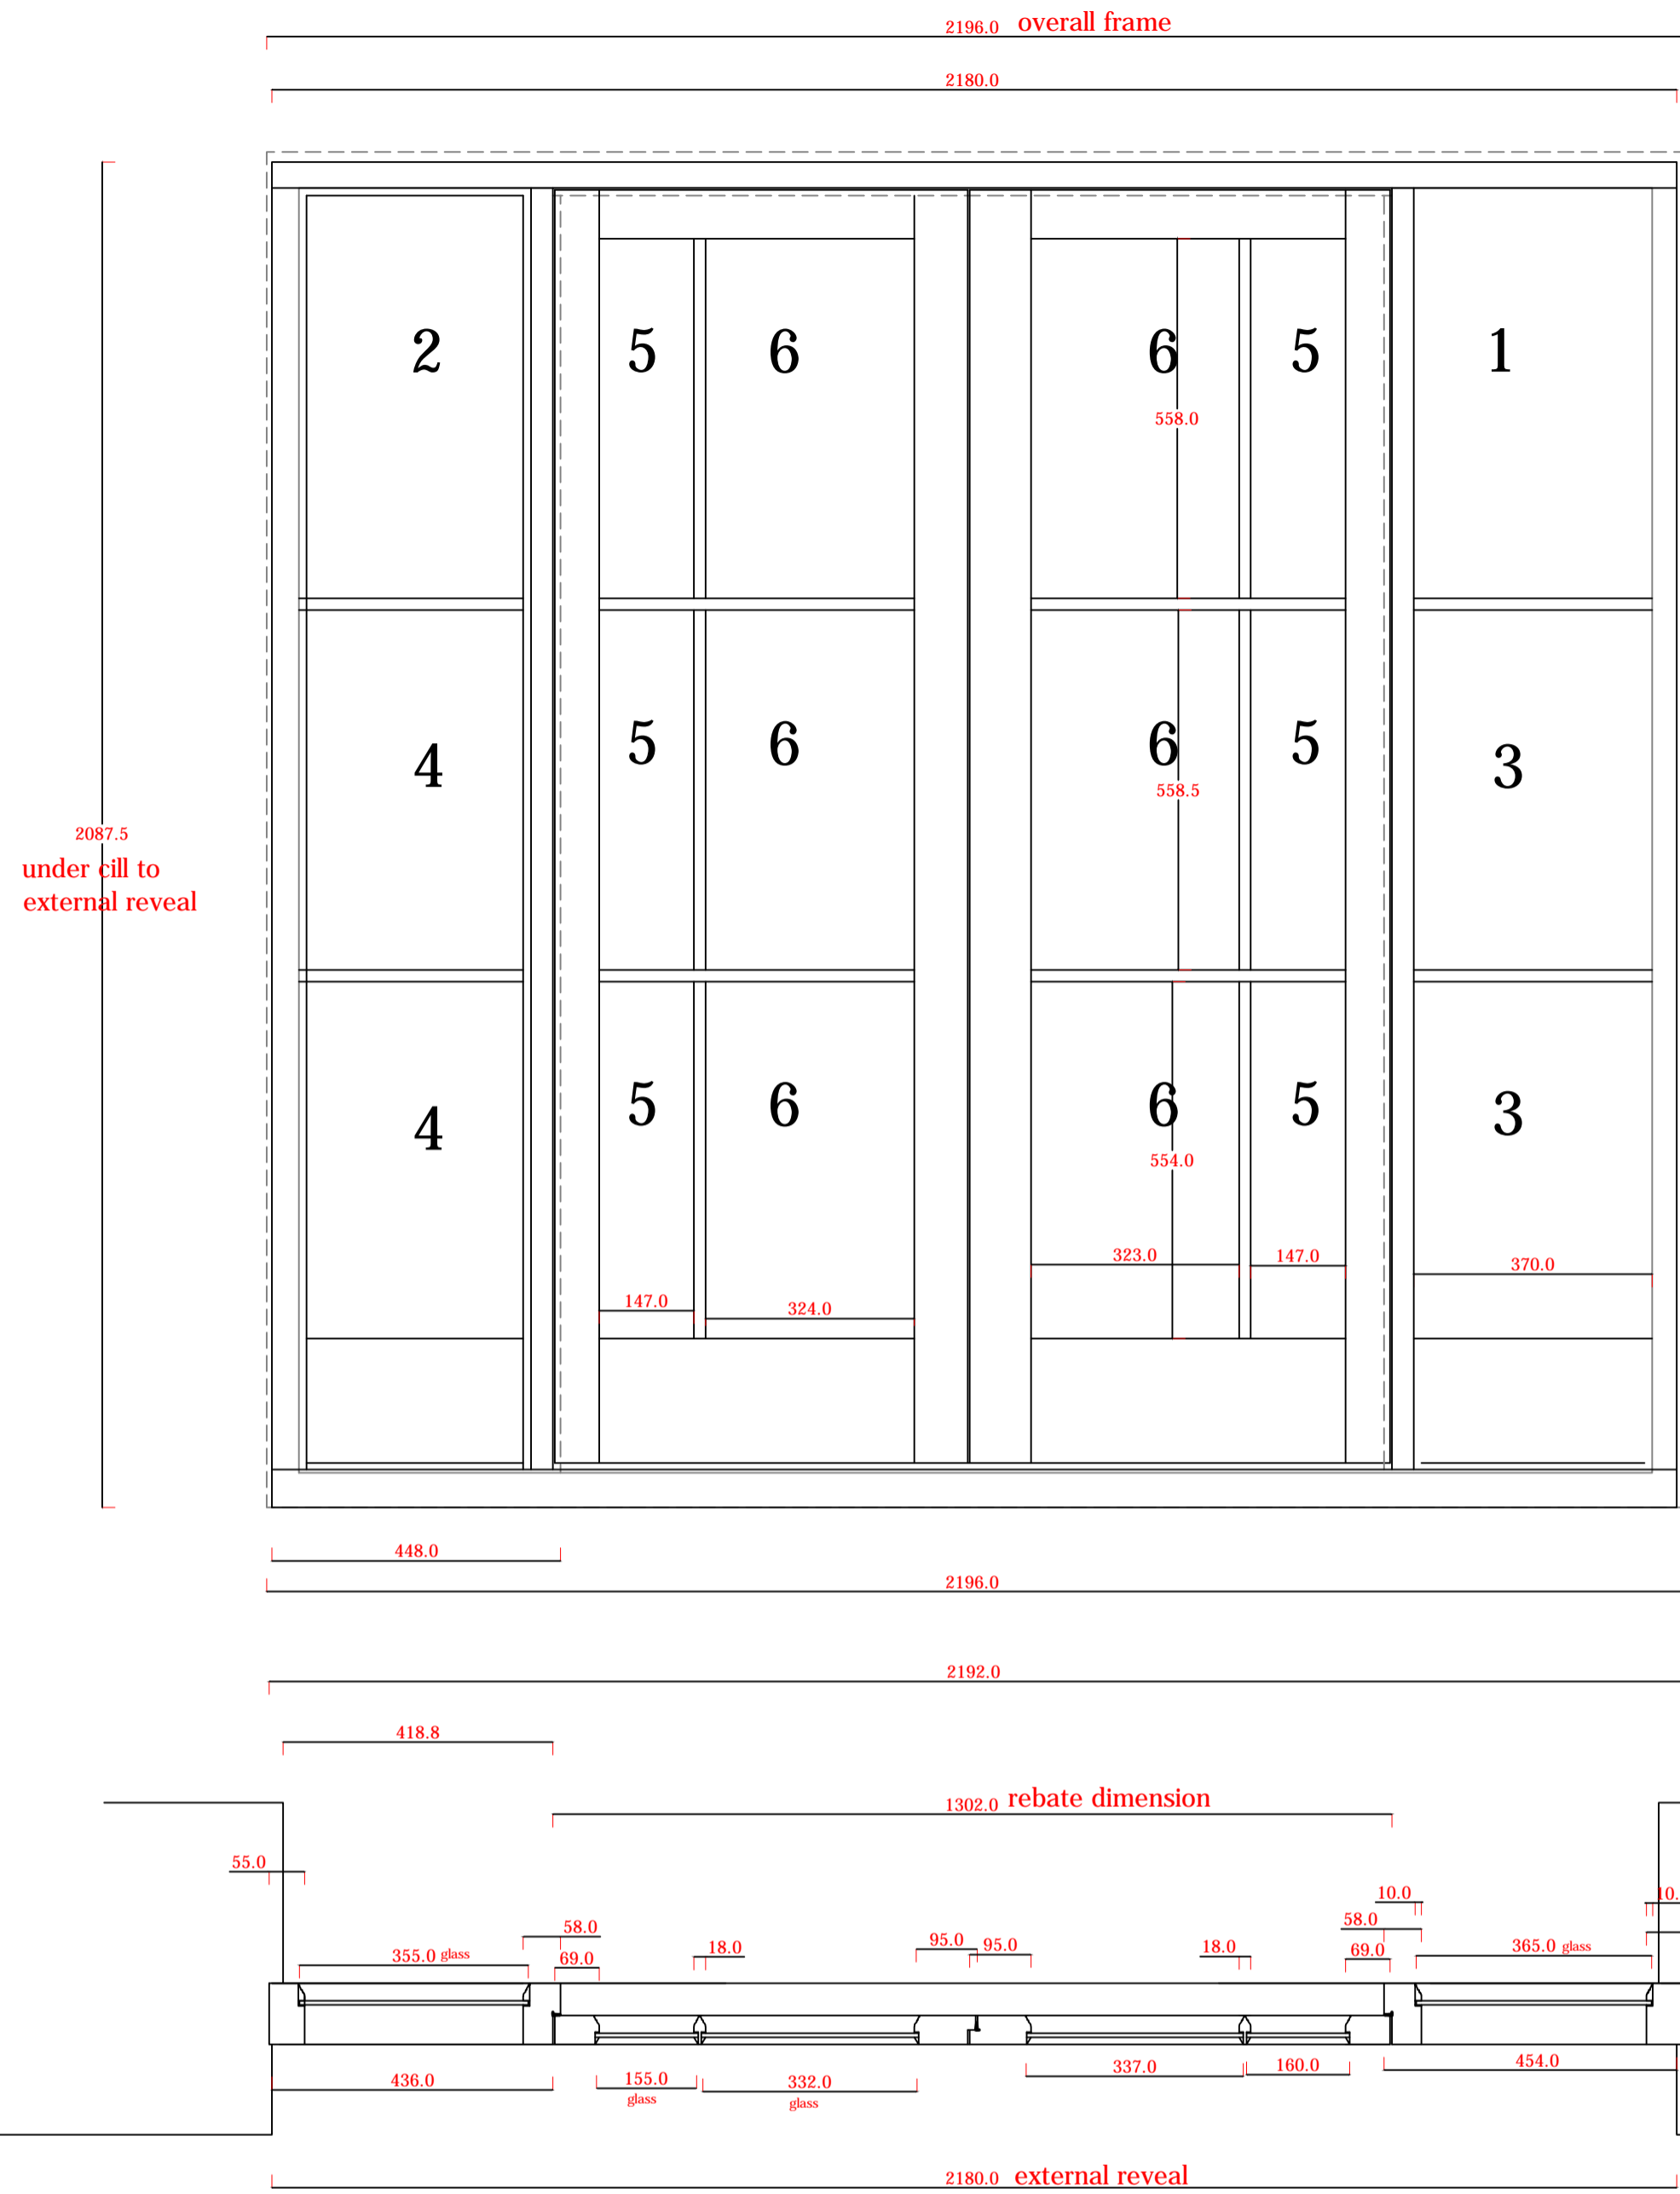 2196.0 overall frame
2180.0
2 5 6 6 5 1
558.0
4 5 6 6 5 3
558.5
2087.5
under cill to
external reveal
4 5 6 6 5 3
554.0
323.0 147.0 370.0
147.0 324.0
448.0
2196.0
2192.0
418.8
1302.0 rebate dimension
55.0
10.0 10.
58.0 58.0
355.0 glass 69.0 18.0 95.0 95.0 18.0 69.0 365.0 glass
436.0 155.0 332.0 337.0 160.0 454.0
glass glass
2180.0 external reveal